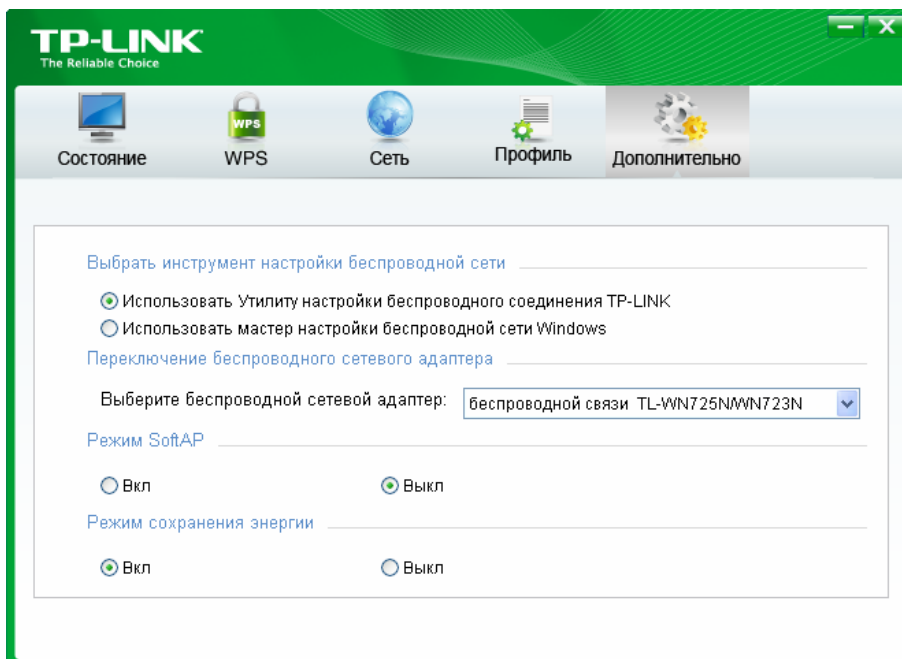 TP-LINK
The Reliable Choice
WPS
Состояние
WPS
Сеть
Профиль
Дополнительно
Выбрать инструмент настройки беспроводной сети
Использовать Утилиту настройки беспроводного соединения TP-LINK
Использовать мастер настройки беспроводной сети Windows
Переключение беспроводного сетевого адаптера
Выберите беспроводной сетевой адаптер: беспроводной связи TL-WN725N/WN723N
Режим SoftAP
Вкл Выкл
Режим сохранения энергии
Вкл Выкл